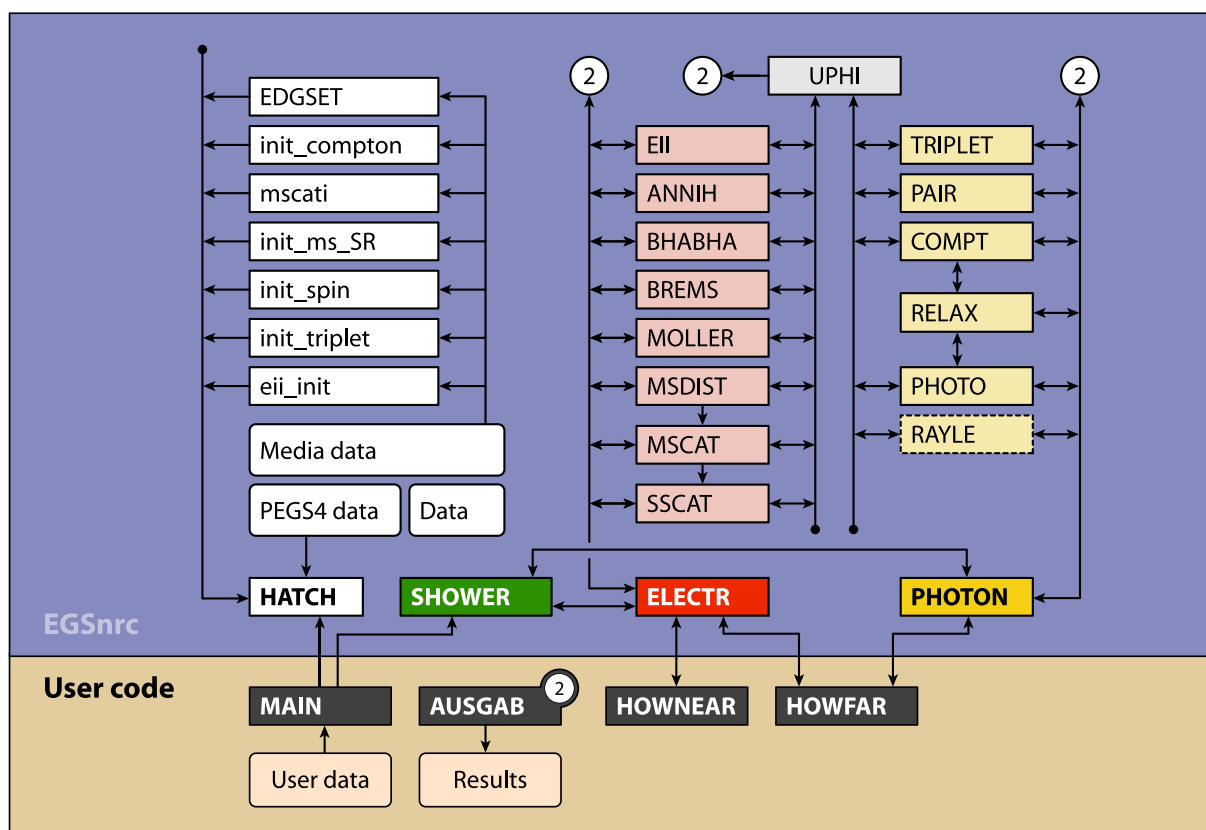 2
2
UPHI
2
EDGSET
init_compton
mscati
init_ms_SR
init_spin
init_triplet
eii_init
Media data
PEGS4 data
Data
EII
ANNIH
BHABHA
BREMS
MOLLER
MSDIST
MSCAT
SSCAT
TRIPLET
PAIR
COMPT
RELAX
PHOTO
RAYLE
HATCH
SHOWER
ELECTR
PHOTON
EGSnrc
User code
MAIN
AUSGAB
2
HOWNEAR
HOWFAR
User data
Results